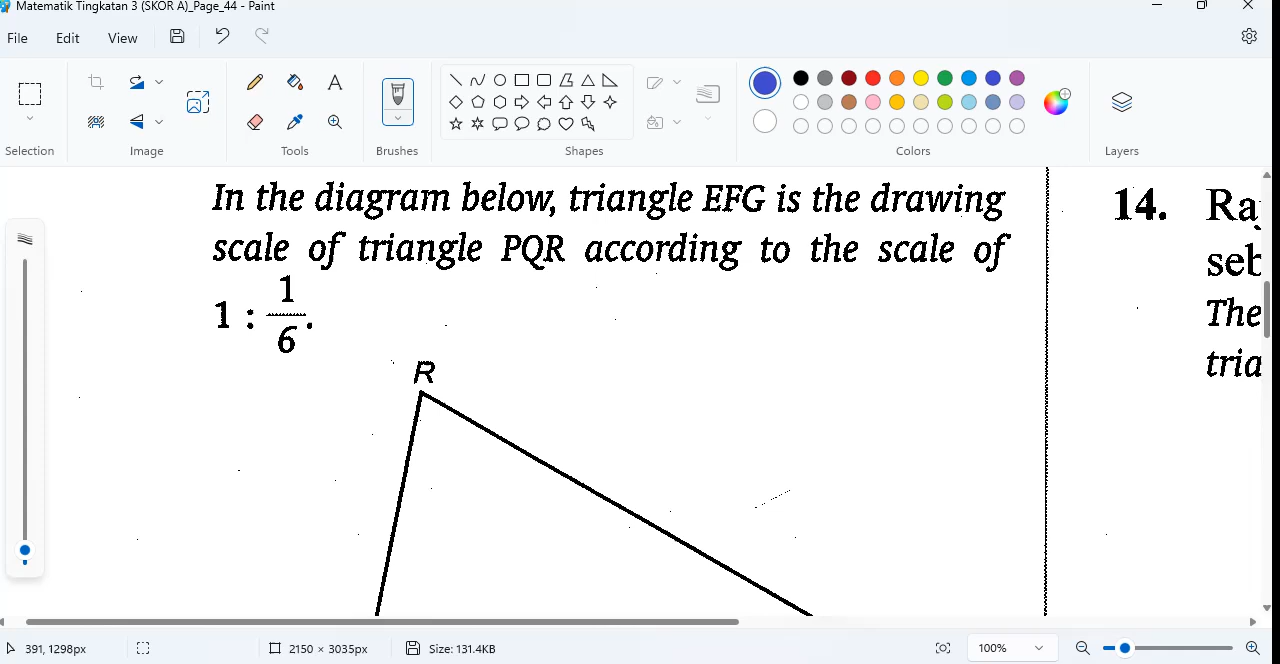 Matematik Tingkatan 3 (SKOR A)_Page_44 - Paint
File Edit View
Selection
Image
Tools
Brushes
Shapes
Colors
Layers
In the diagram below, triangle EFG is the drawing
scale of triangle PQR according to the scale of
1 : 1/6.
R
14. Raj
seb
The
tria
391, 1298px
2150 × 3035px
Size: 131.4KB
100%